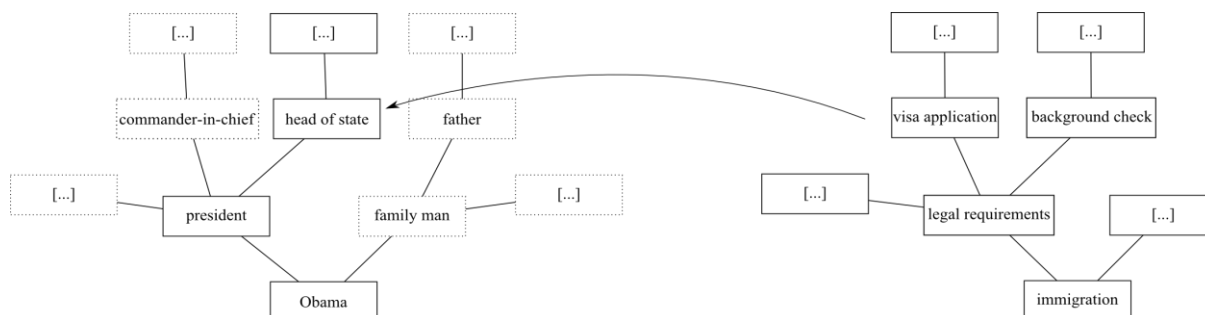 [...]
[...]
[...]
[...]
[...]
commander-in-chief
head of state
father
visa application
background check
[...]
president
family man
[...]
[...]
legal requirements
[...]
Obama
immigration